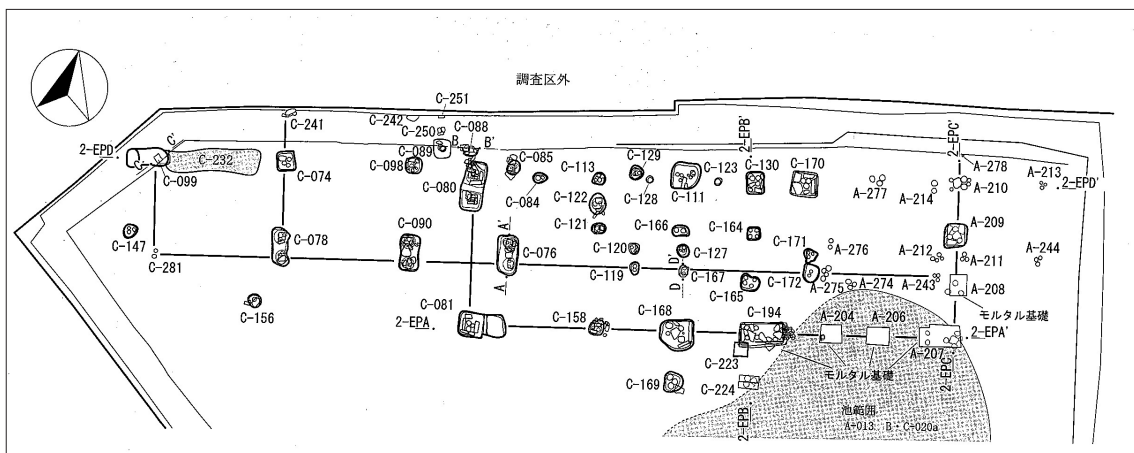 調査区外
C-251
C-241
C-242
C-250
C-088
B
B'
C-089
2-EPD
C'
C-232
C-099
C-074
C-098
C-080
C-085
C-084
C-113
C-129
C-128
C-111
C-123
2-EPB'
C-130
C-170
2-EPC'
C-278
A-210
A-213
2-EPD'
A-277
A-214
C-122
C-121
C-147
C-281
C-078
C-090
A'
C-076
A
C-120
C-119
C-166
C-127
D'
C-167
D
C-164
C-165
C-171
C-172
A-276
A-275
A-274
A-209
A-212
A-211
A-243
A-208
A-244
モルタル基礎
C-156
C-081
2-EPA
C-158
C-168
C-194
A-204
A-206
A-207
2-EPA'
C-223
モルタル基礎
2-EPC
C-169
C-224
2-EPB
池範囲
A-013 B・C-020a